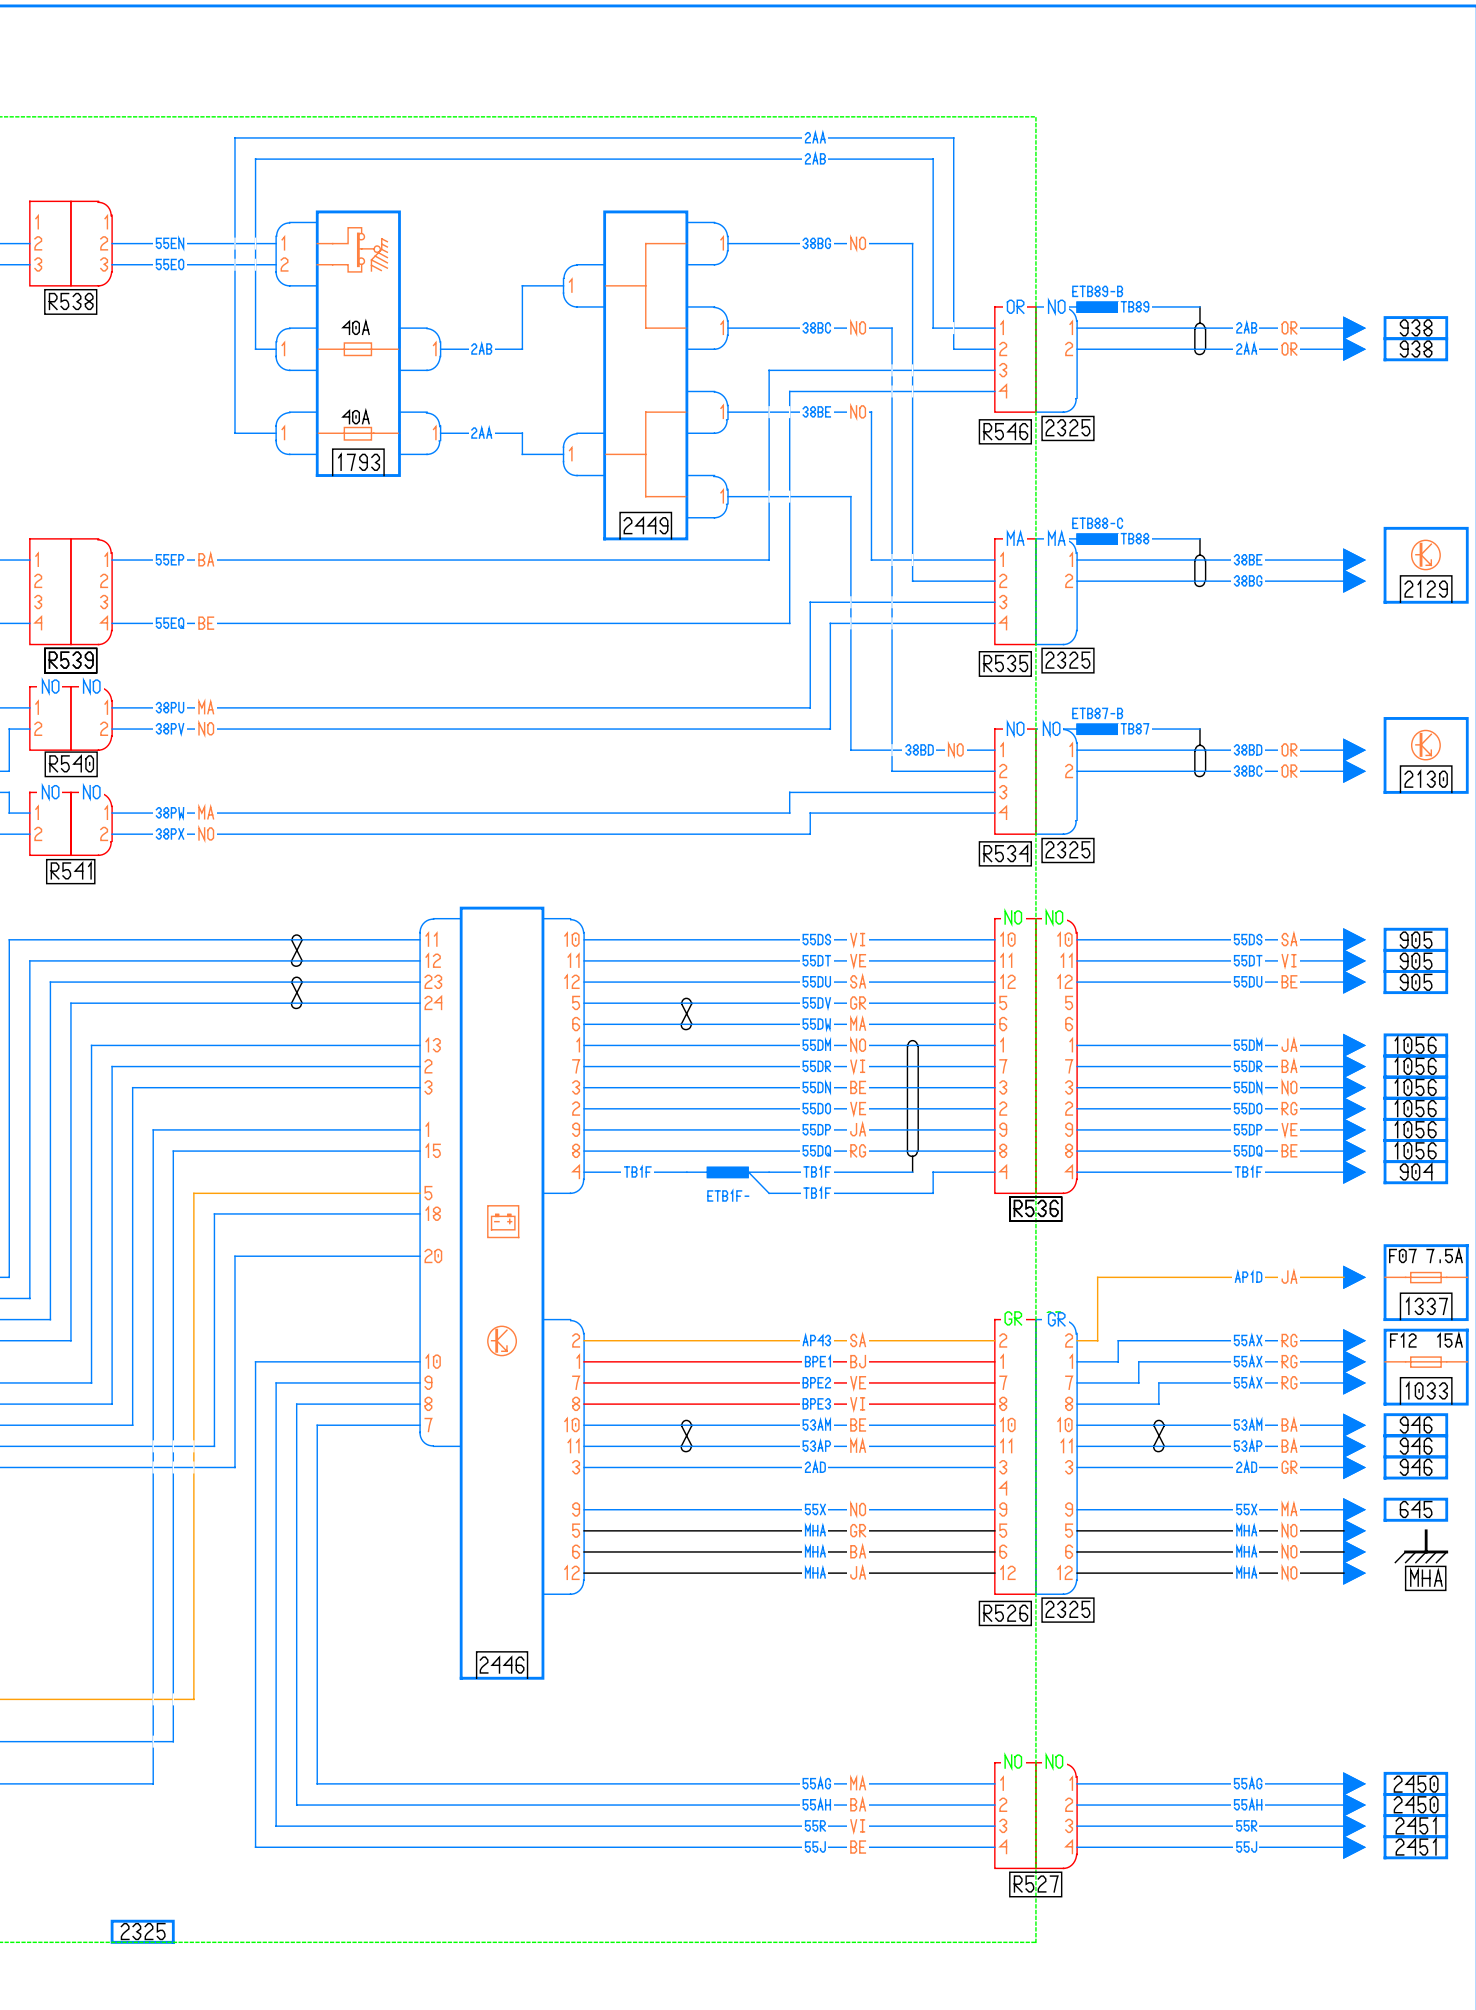 2AA
2AB
1 1
2 2 55EN 1
3 3 55EO 2
R538
40A
1 1 2AB 1
40A
1 1 2AA 1
1793
1 38BG NO
1 38BC NO
1 38BE NO
1
2449
ETB89-B
OR NO TB89
1 1 2AB OR 938
2 2 2AA OR 938
3
4
R546 2325
ETB88-C
MA MA TB88
1 1 38BE
2 2 38BG
3
4
2129
R535 2325
1 1 55EP BA
2 2
3 3
4 4 55EQ BE
R539
NO NO
1 1 38PU MA
2 2 38PV NO
R540
ETB87-B
NO NO TB87
38BD NO 1 1 38BD OR
2 2 38BC OR
3
4
2130
R534 2325
NO NO
1 1 38PW MA
2 2 38PX NO
R541
NO NO
11 10 55DS VI 10 10 55DS SA 905
12 11 55DT VE 11 11 55DT VI 905
23 12 55DU SA 12 12 55DU BE 905
24 5 55DV GR 5 5
6 55DW MA 6 6
13 1 55DM NO 1 1 55DM JA 1056
2 7 55DR VI 7 7 55DR BA 1056
3 3 55DN BE 3 3 55DN NO 1056
2 55DO VE 2 2 55DO RG 1056
1 9 55DP JA 9 9 55DP VE 1056
15 8 55DQ RG 8 8 55DQ BE 1056
4 TB1F TB1F 4 4 TB1F 904
5 ETB1F- TB1F
R536
18
20
AP1D JA F07 7.5A
1337
GR GR
2 AP43 SA 2 2 55AX RG F12 15A
10 1 BPE1 BJ 1 1 55AX RG
9 7 BPE2 VE 7 7 55AX RG 1033
8 8 BPE3 VI 8 8
7 10 53AM BE 10 10 53AM BA 946
11 53AP MA 11 11 53AP BA 946
3 2AD 3 3 2AD GR 946
4
9 55X NO 9 9 55X MA 645
5 MHA GR 5 5 MHA NO
6 MHA BA 6 6 MHA NO
12 MHA JA 12 12 MHA NO MHA
R526 2325
2446
NO NO
55AG MA 1 1 55AG 2450
55AH BA 2 2 55AH 2450
55R VI 3 3 55R 2451
55J BE 4 4 55J 2451
R527
2325